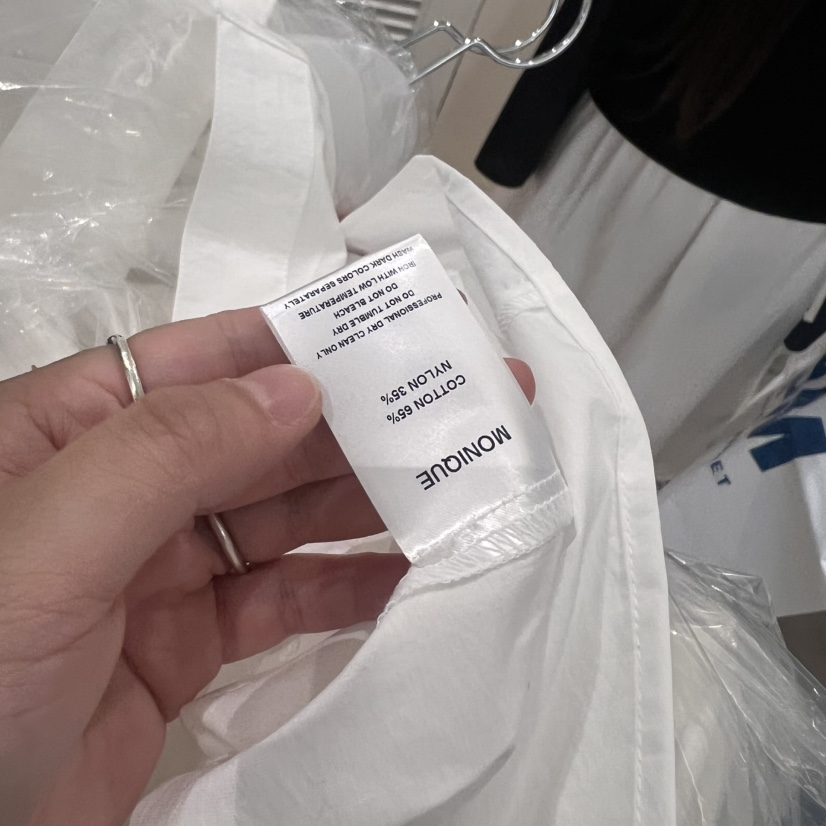 MONIQUE
COTTON 65%
NYLON 35%
PROFESSIONAL DRY CLEAN ONLY
DO NOT TUMBLE DRY
DO NOT BLEACH
IRON WITH LOW TEMPERATURE
WASH DARK COLORS SEPARATELY